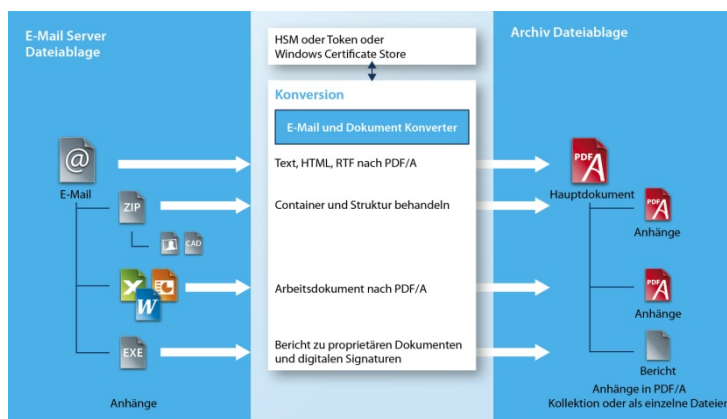 E-Mail Server
Dateiablage
HSM oder Token oder
Windows Certificate Store
Archiv Dateiablage
Konversion
E-Mail und Dokument Konverter
@
E-Mail
Text, HTML, RTF nach PDF/A
PDF
A
Hauptdokument
ZIP
CAD
Container und Struktur behandeln
PDF
A
Anhänge
X
W
Arbeitsdokument nach PDF/A
PDF
A
Anhänge
EXE
Bericht zu proprietären Dokumenten
und digitalen Signaturen
Bericht
Anhänge
Anhänge in PDF/A
Kollektion oder als einzelne Dateien